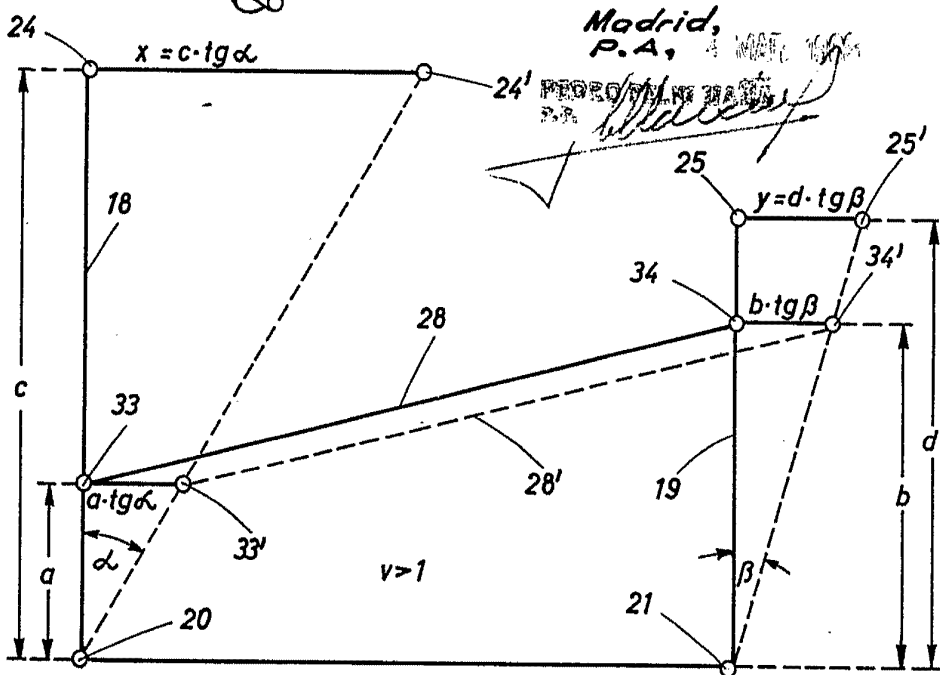 Madrid,
P.A,
24
x = c·tg α
24'
25
25'
y=d·tg β
18
34
34'
b·tg β
28
c
33
d
28'
19
a·tg α
33'
b
α
a
v>1
β
20
21